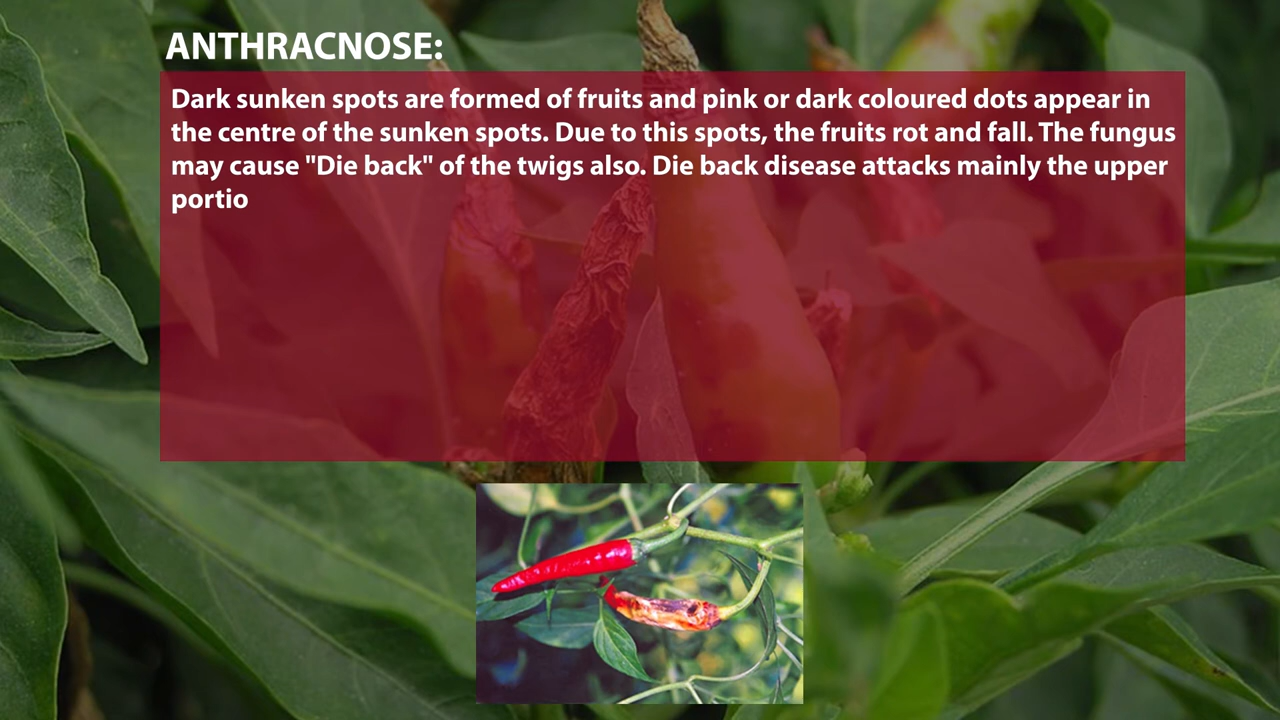 ANTHRACNOSE:
Dark sunken spots are formed of fruits and pink or dark coloured dots appear in
the centre of the sunken spots. Due to this spots, the fruits rot and fall. The fungus
may cause "Die back" of the twigs also. Die back disease attacks mainly the upper
portio